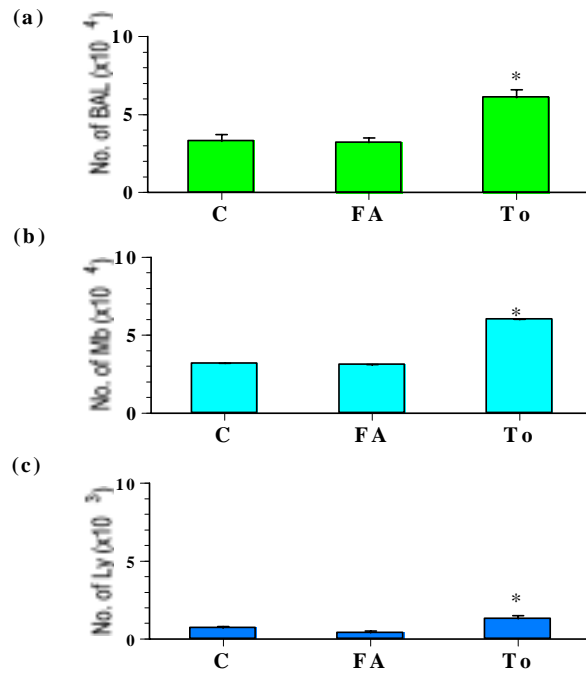 (a)
No. of BAL (x10 4)
10
5
0
*
C FA To
(b)
No. of Mb (x10 4)
10
5
0
*
C FA To
(c)
No. of Ly (x10 3)
10
5
0
*
C FA To